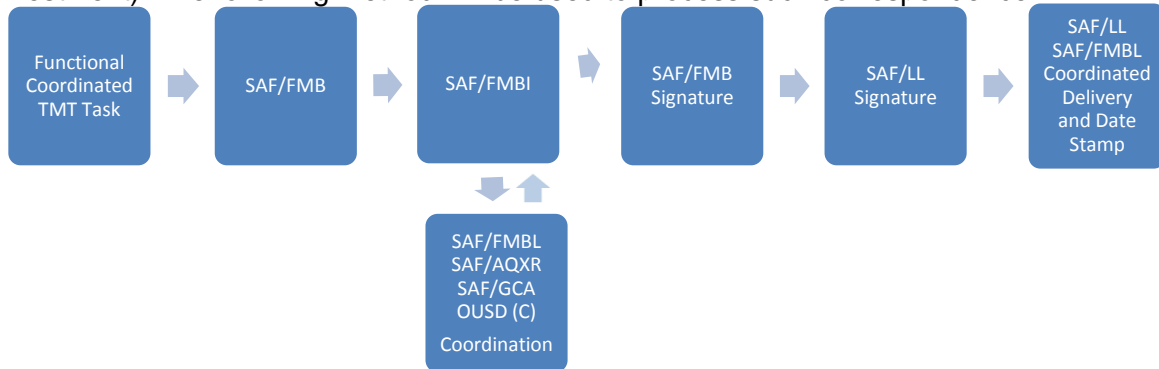 Functional
Coordinated
TMT Task
SAF/FMB
SAF/FMBI
SAF/FMB
Signature
SAF/LL
Signature
SAF/LL
SAF/FMBL
Coordinated
Delivery
and Date
Stamp
SAF/FMBL
SAF/AQXR
SAF/GCA
OUSD (C)
Coordination